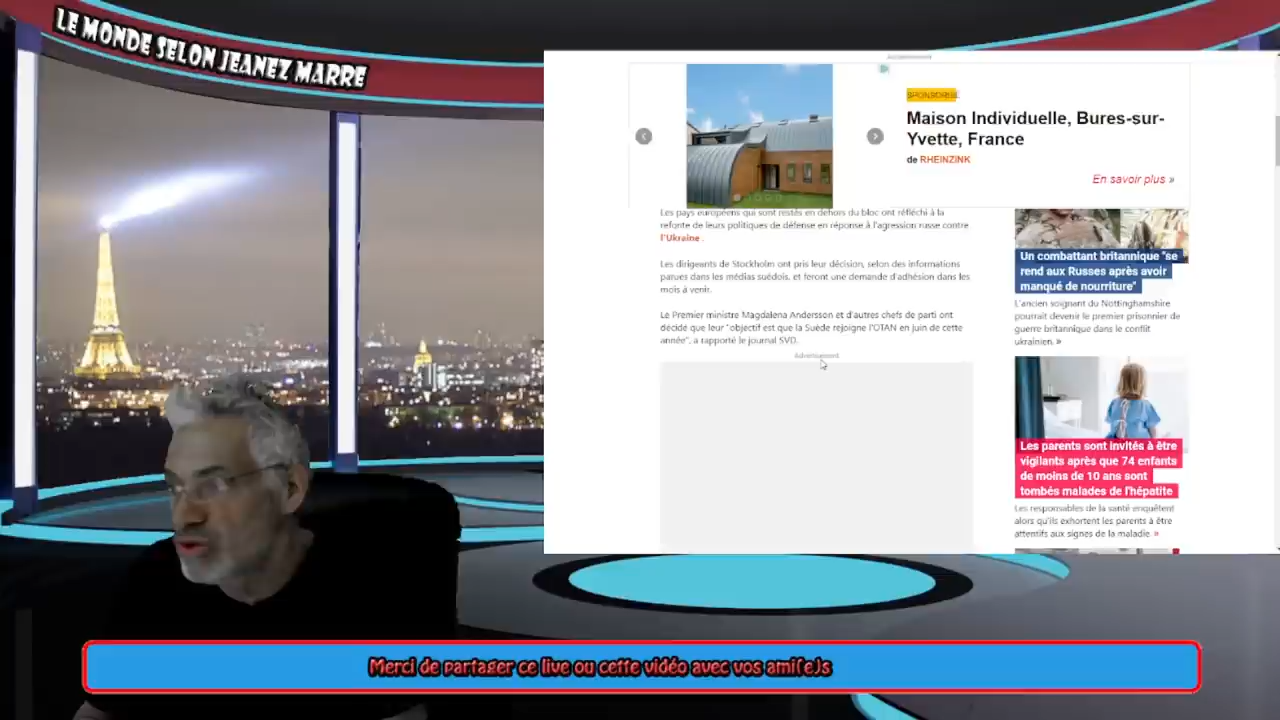 LE MONDE SELON JEANEZ MARRE
Advertisement
SPONSORED
Maison Individuelle, Bures-sur-
Yvette, France
de RHEINZINK
En savoir plus »
Les pays européens qui sont restés en dehors du bloc ont réfléchi à la
refonte de leurs politiques de défense en réponse à l'agression russe contre
l'Ukraine .
Les dirigeants de Stockholm ont pris leur décision, selon des informations
parues dans les médias suédois, et feront une demande d'adhésion dans les
mois à venir.
Le Premier ministre Magdalena Andersson et d'autres chefs de parti ont
décidé que leur "objectif est que la Suède rejoigne l'OTAN en juin de cette
année", a rapporté le journal SVD.
Advertisement
Un combattant britannique "se
rend aux Russes après avoir
manqué de nourriture"
L'ancien soignant du Nottinghamshire
pourrait devenir le premier prisonnier de
guerre britannique dans le conflit
ukrainien. »
Les parents sont invités à être
vigilants après que 74 enfants
de moins de 10 ans sont
tombés malades de l'hépatite
Les responsables de la santé enquêtent
alors qu'ils exhortent les parents à être
attentifs aux signes de la maladie. »
Merci de partager ce live ou cette vidéo avec vos ami(e)s